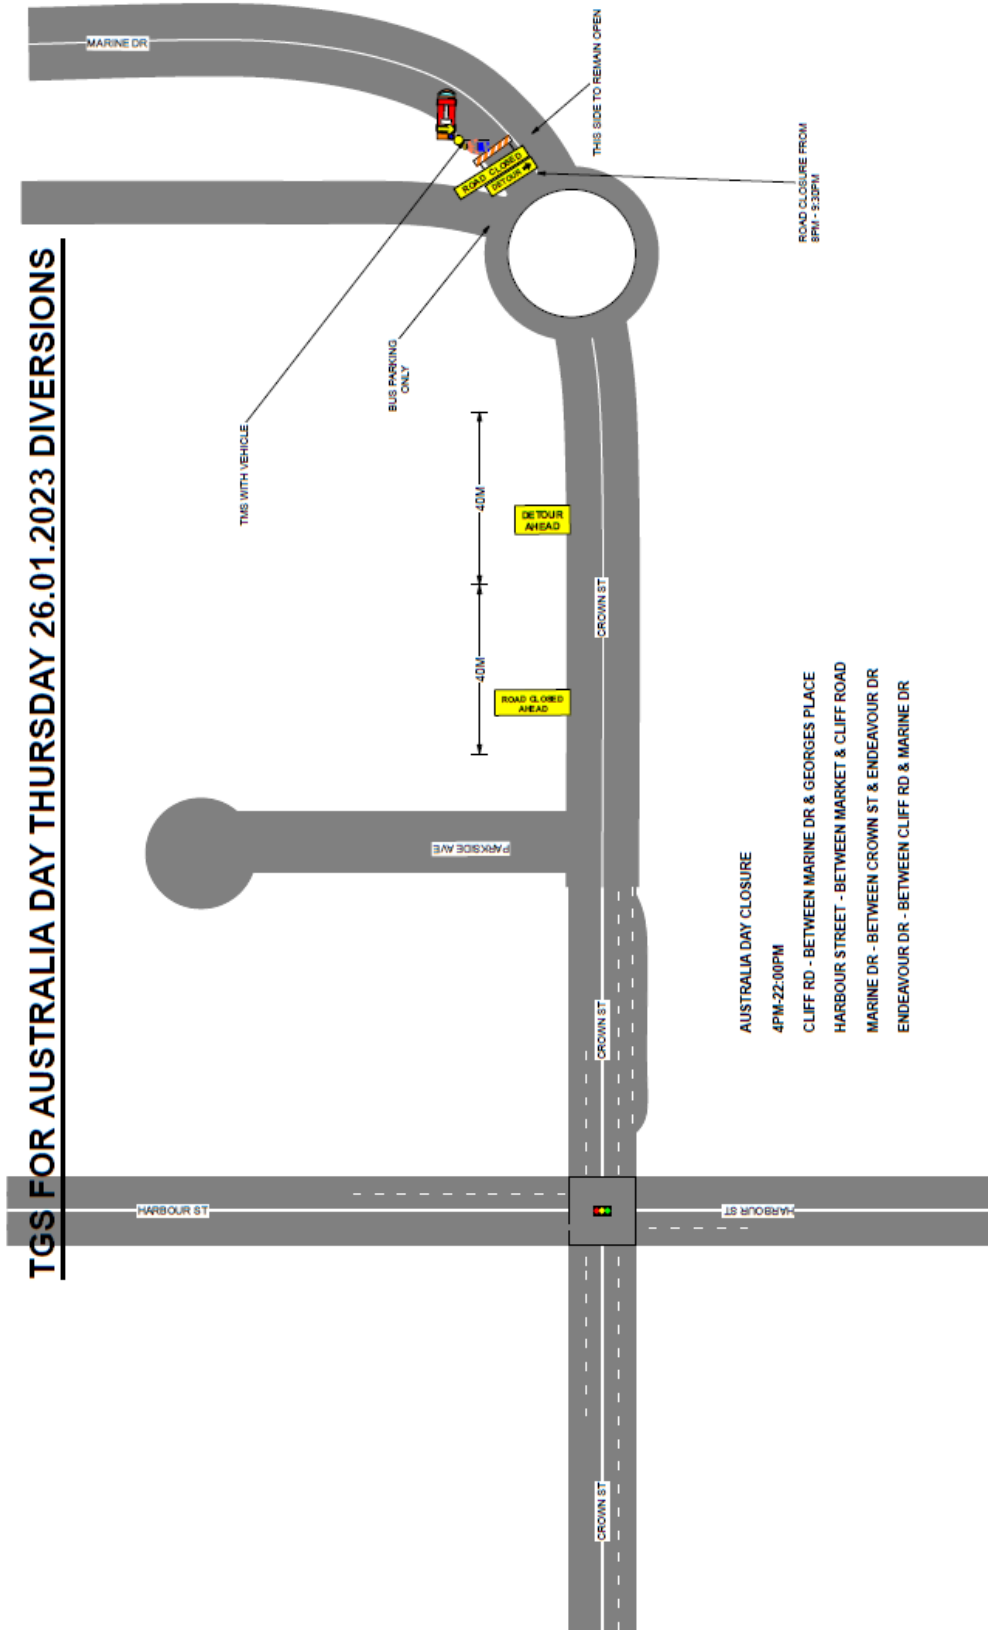 TGS FOR AUSTRALIA DAY THURSDAY 26.01.2023 DIVERSIONS
MARINE DR
THIS SIDE TO REMAIN OPEN
ROAD CLOSED
DETOUR
ROAD CLOSURE FROM
8PM - 9:30PM
BUS PARKING
ONLY
TMS WITH VEHICLE
40M
DETOUR
AHEAD
CROWN ST
40M
ROAD CLOSED
AHEAD
PARKSIDE AVE
CROWN ST
HARBOUR ST
HARBOUR ST
CROWN ST
AUSTRALIA DAY CLOSURE
4PM-22:00PM
CLIFF RD - BETWEEN MARINE DR & GEORGES PLACE
HARBOUR STREET - BETWEEN MARKET & CLIFF ROAD
MARINE DR - BETWEEN CROWN ST & ENDEAVOUR DR
ENDEAVOUR DR - BETWEEN CLIFF RD & MARINE DR